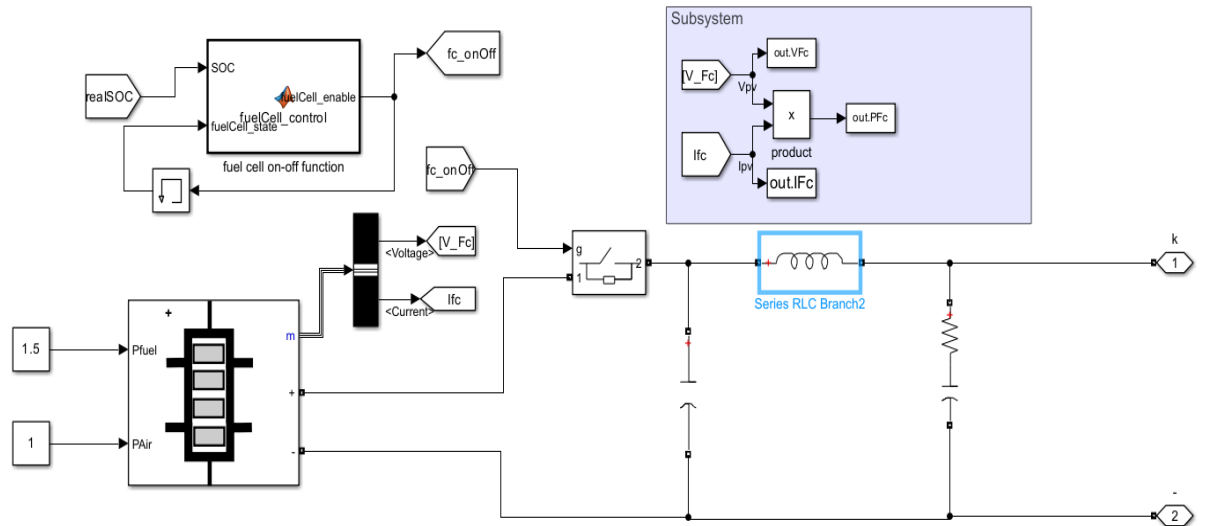 Subsystem
fc_onOff
out.VFc
SOC
[V_Fc]
Vpv
realSOC
fuelCell_enable
x
out.PFc
fuelCell_control
fuelCell_state
Ifc
Ipv
product
fuel cell on-off function
fc_onOff
out.IFc
g
k
<Voltage>
[V_Fc]
2
1
1
Ifc
Series RLC Branch2
<Current>
+
m
1.5
Pfuel
+
1
PAir
-
-
2